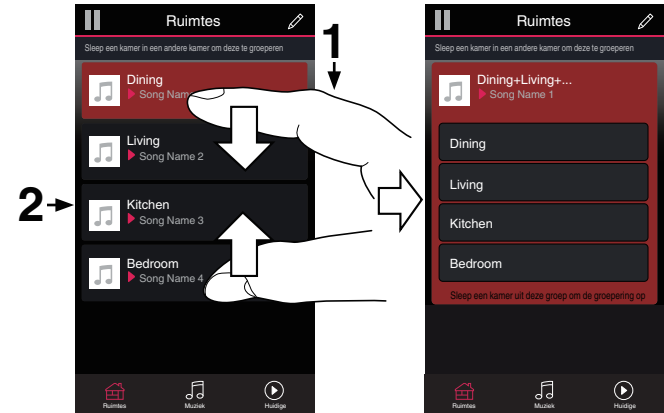 Ruimtes
Sleep een kamer in een andere kamer om deze te groeperen
1
Dining
Song Nam
Living
Song Name 2
2
Kitchen
Song Name 3
Bedroom
Song Name 4
Ruimtes
Muziek
Huidige
Ruimtes
Sleep een kamer in een andere kamer om deze te groeperen
Dining+Living+...
Song Name 1
Dining
Living
Kitchen
Bedroom
Sleep een kamer uit deze groep om de groepering op
Ruimtes
Muziek
Huidige